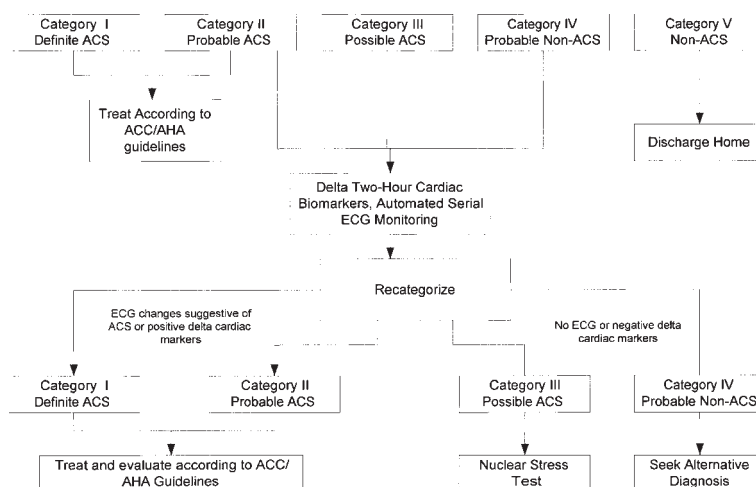 Category I
Definite ACS
Category II
Probable ACS
Category III
Possible ACS
Category IV
Probable Non-ACS
Category V
Non-ACS
Treat According to
ACC/AHA
guidelines
Discharge Home
Delta Two-Hour Cardiac
Biomarkers, Automated Serial
ECG Monitoring
Recategorize
ECG changes suggestive of
ACS or positive delta cardiac
markers
No ECG or negative delta
cardiac markers
Category I
Definite ACS
Category II
Probable ACS
Category III
Possible ACS
Category IV
Probable Non-ACS
Treat and evaluate according to ACC/
AHA Guidelines
Nuclear Stress
Test
Seek Alternative
Diagnosis